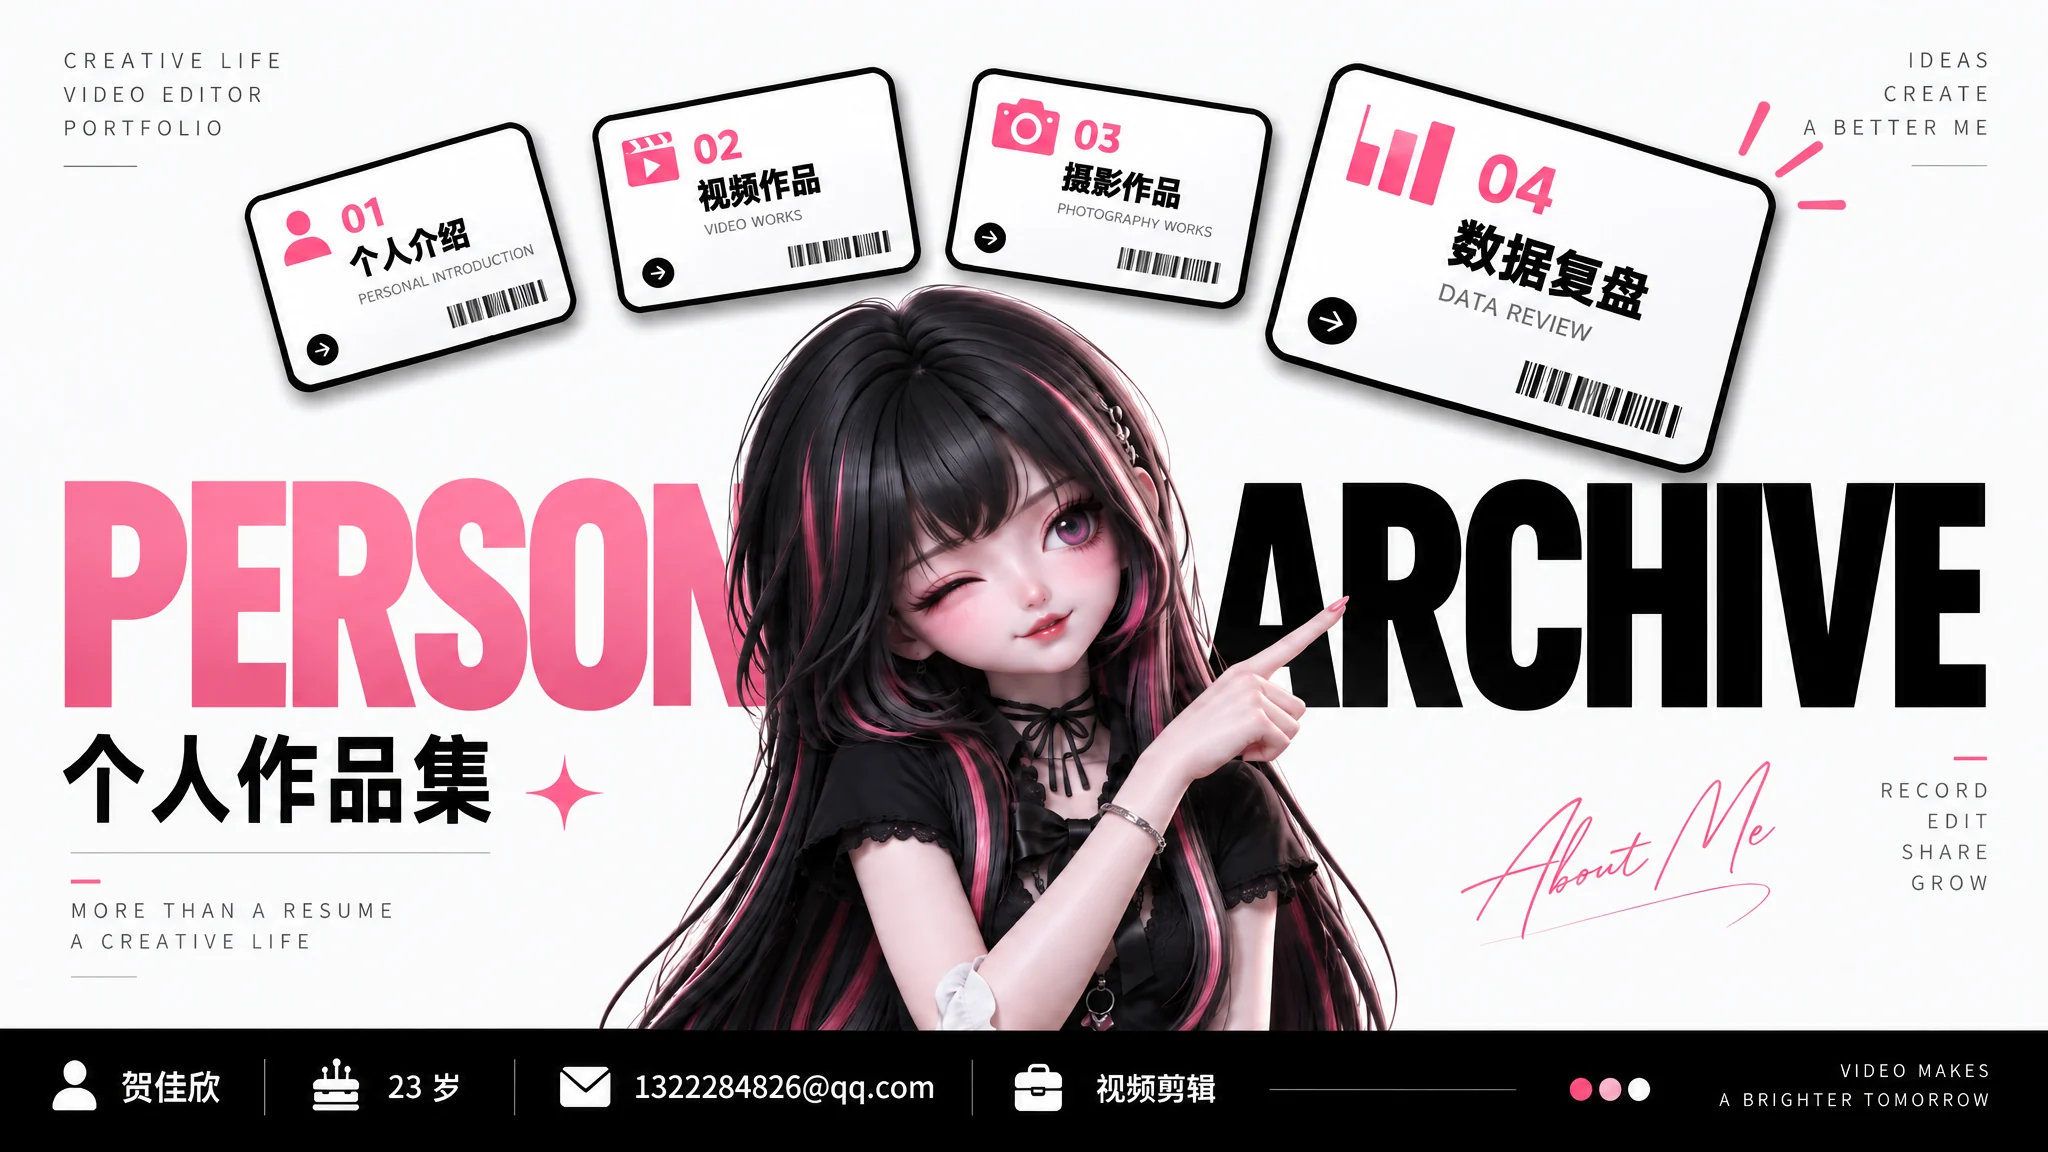 CREATIVE LIFE
VIDEO EDITOR
PORTFOLIO
IDEAS
CREATE
A BETTER ME
01
个人介绍
PERSONAL INTRODUCTION
02
视频作品
VIDEO WORKS
03
摄影作品
PHOTOGRAPHY WORKS
04
数据复盘
DATA REVIEW
PERSON ARCHIVE
个人作品集
MORE THAN A RESUME
A CREATIVE LIFE
About Me
RECORD
EDIT
SHARE
GROW
贺佳欣
23 岁
1322284826@qq.com
视频剪辑
VIDEO MAKES
A BRIGHTER TOMORROW